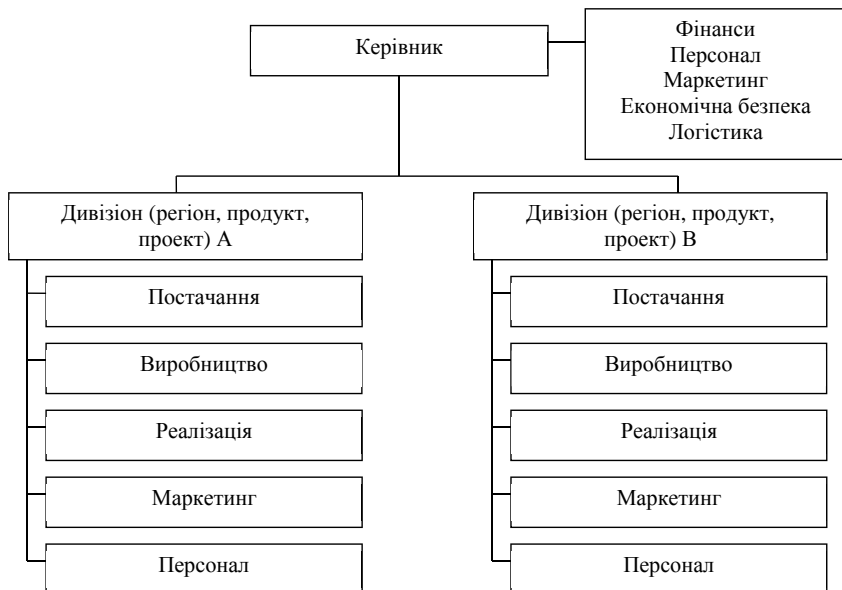 Керівник
Фінанси
Персонал
Маркетинг
Економічна безпека
Логістика
Дивізіон (регіон, продукт,
проект) А
Постачання
Виробництво
Реалізація
Маркетинг
Персонал
Дивізіон (регіон, продукт,
проект) В
Постачання
Виробництво
Реалізація
Маркетинг
Персонал